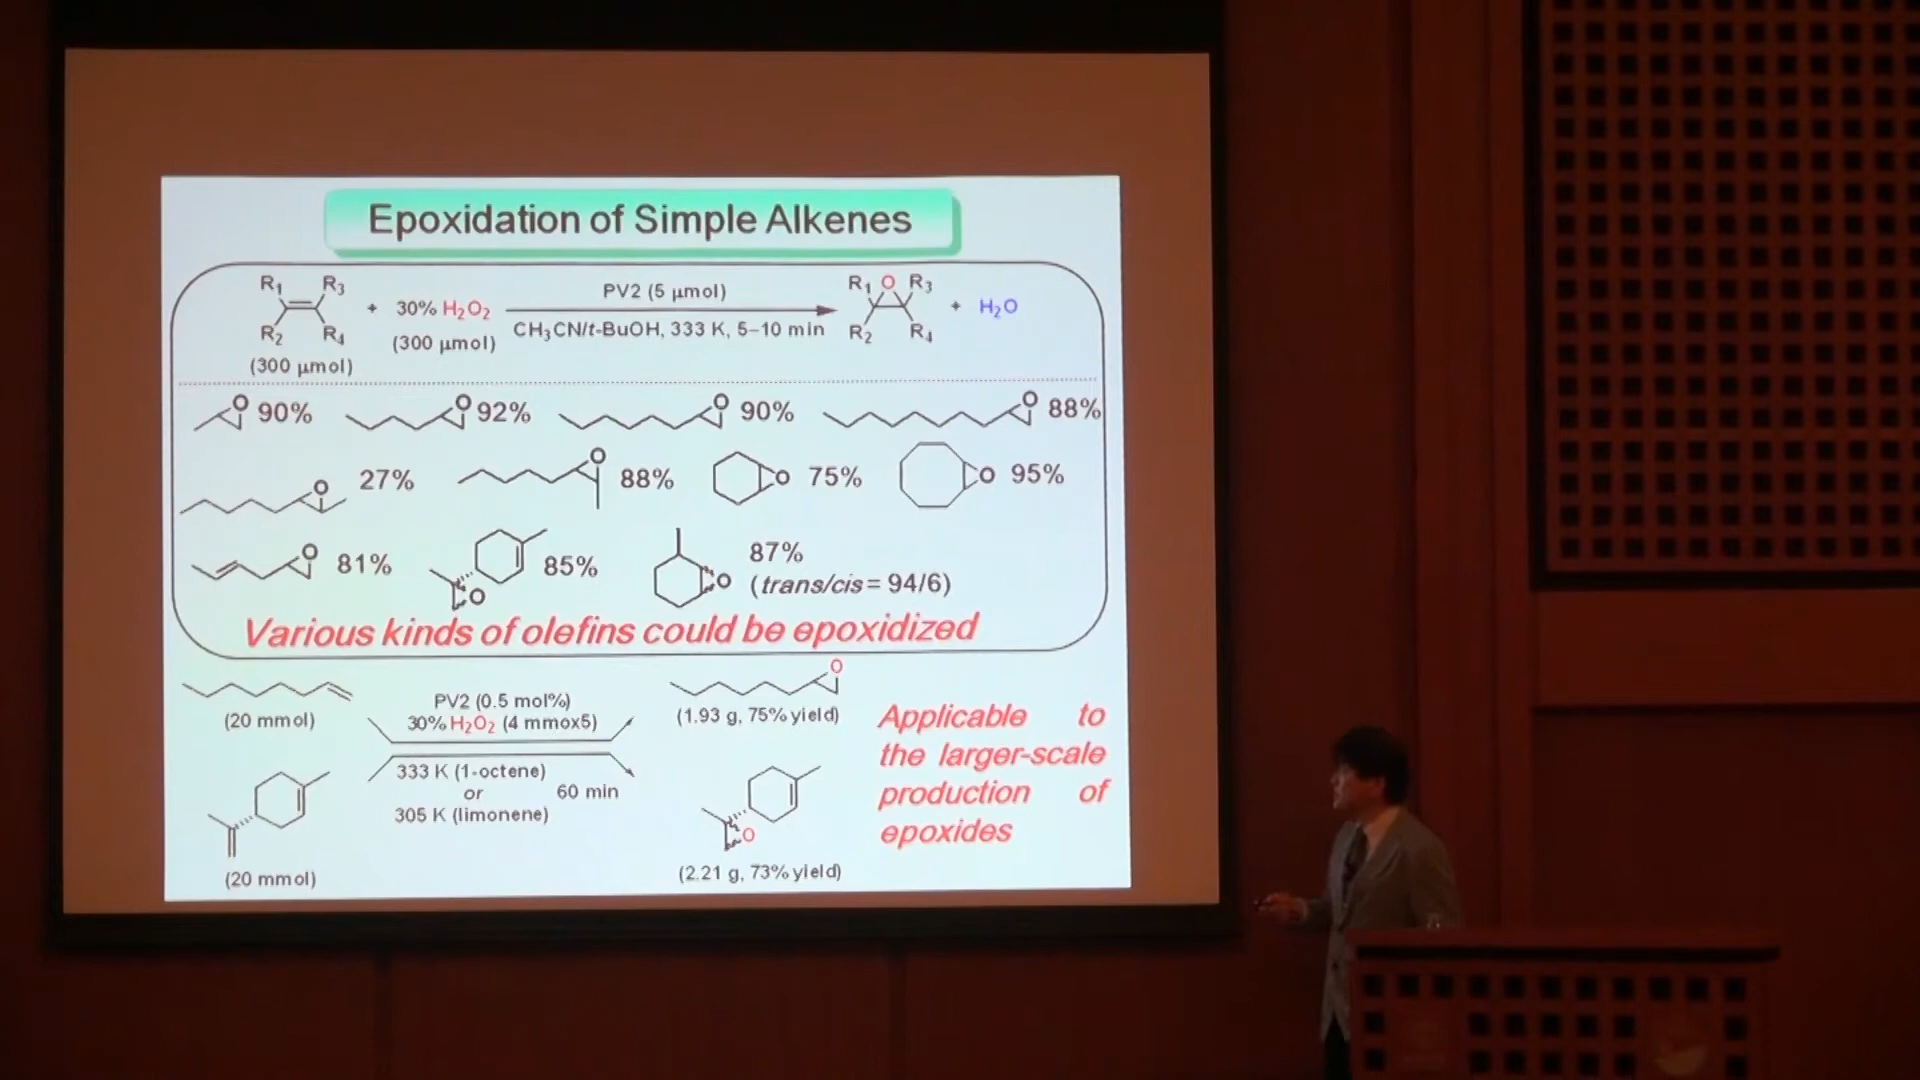 Epoxidation of Simple Alkenes
R1 R3
R2 R4
(300 µmol)
+ 30% H2O2
(300 µmol)
PV2 (5 µmol)
CH3CN/t-BuOH, 333 K, 5–10 min
R1 O R3
R2 R4
+ H2O
O 90% O 92% O 90% O 88%
O 27% O 88% O 75% O 95%
O 81% O 85% O 87%
(trans/cis = 94/6)
Various kinds of olefins could be epoxidized
(20 mmol)
PV2 (0.5 mol%)
30% H2O2 (4 mmox5)
O
(1.93 g, 75% yield)
333 K (1-octene)
or
305 K (limonene)
60 min
(20 mmol)
O
(2.21 g, 73% yield)
Applicable to
the larger-scale
production of
epoxides